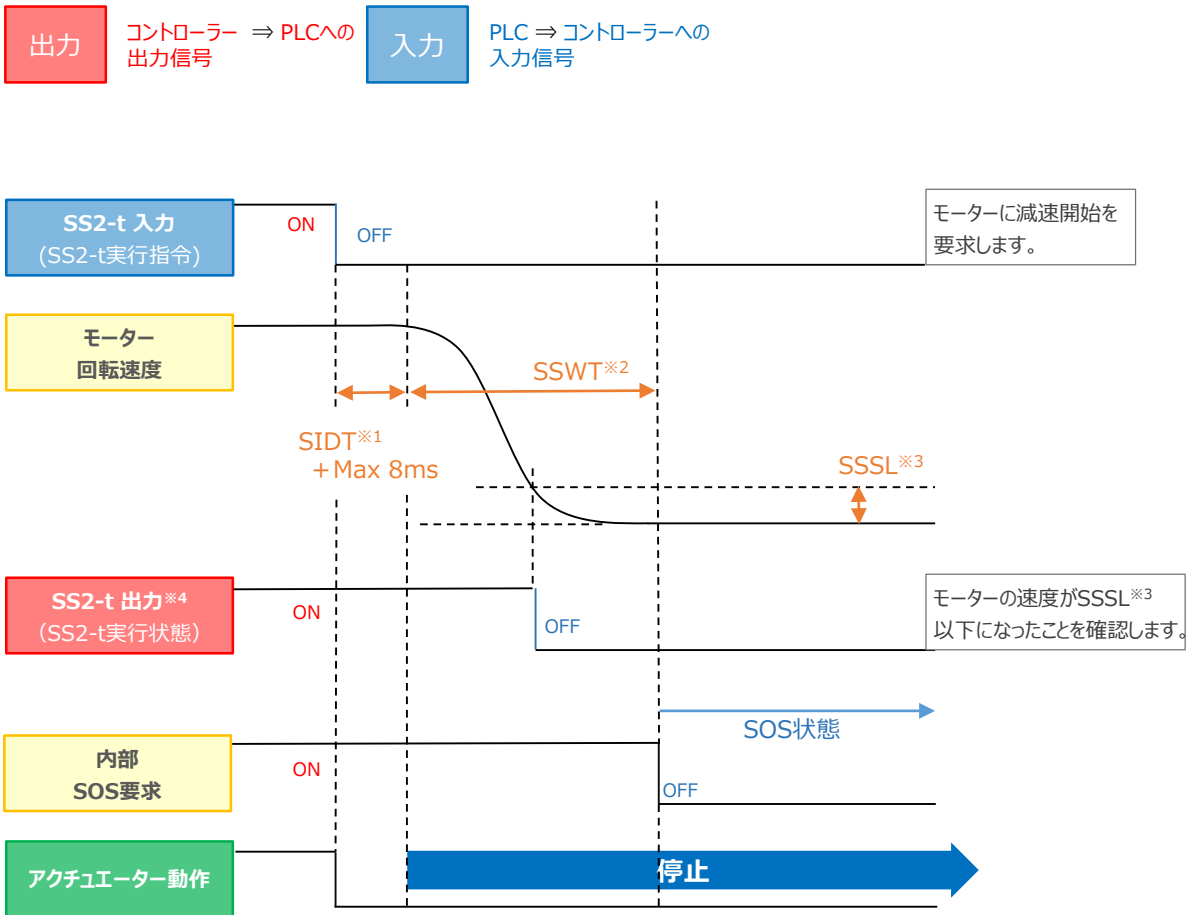 出力
コントローラー ⇒ PLCへの
出力信号
入力
PLC ⇒ コントローラーへの
入力信号
SS2-t 入力
(SS2-t実行指令)
ON
OFF
モーターに減速開始を
要求します。
モーター
回転速度
SSWT※2
SIDT※1
+Max 8ms
SSSL※3
SS2-t 出力※4
(SS2-t実行状態)
ON
OFF
モーターの速度がSSSL※3
以下になったことを確認します。
SOS状態
内部
SOS要求
ON
OFF
アクチュエーター動作
停止